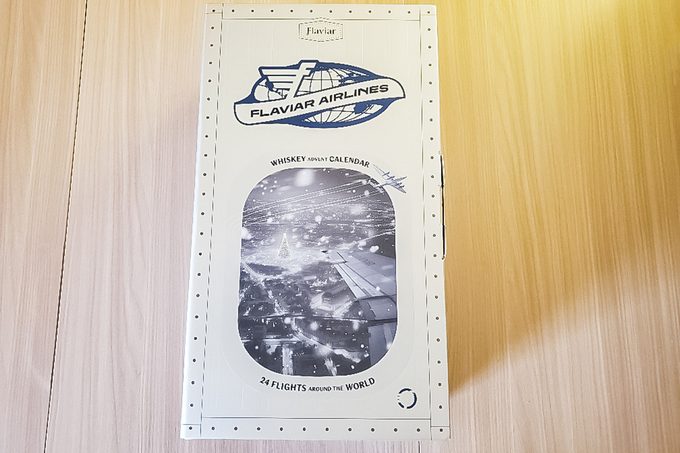 Flaviar
FLAVIAR AIRLINES
WHISKEY ADVENT CALENDAR
24 FLIGHTS AROUND THE WORLD